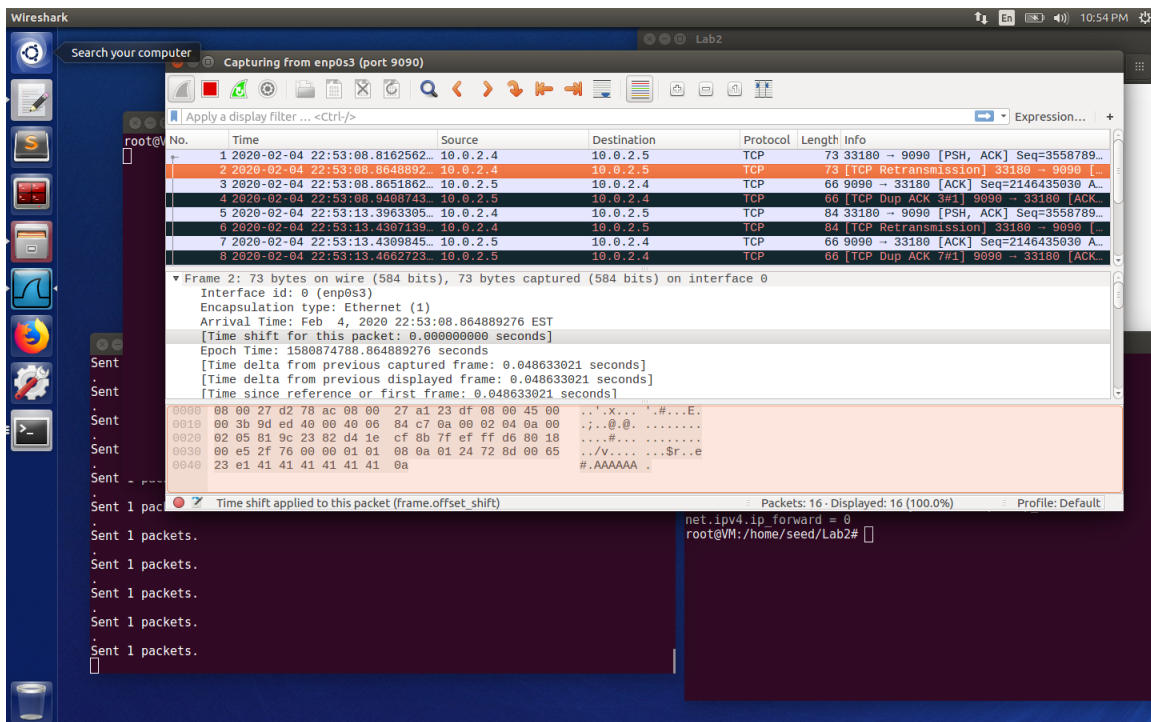 Wireshark
En
10:54 PM
Lab2
Search your computer
Capturing from enp0s3 (port 9090)
Apply a display filter … <Ctrl-/>
Expression…
+
root@V
No. Time Source Destination Protocol Length Info
1 2020-02-04 22:53:08.8162562… 10.0.2.4 10.0.2.5 TCP 73 33180 → 9090 [PSH, ACK] Seq=3558789…
2 2020-02-04 22:53:08.8648892… 10.0.2.4 10.0.2.5 TCP 73 [TCP Retransmission] 33180 → 9090 […
3 2020-02-04 22:53:08.8651862… 10.0.2.5 10.0.2.4 TCP 66 9090 → 33180 [ACK] Seq=2146435030 A…
4 2020-02-04 22:53:08.9408743… 10.0.2.5 10.0.2.4 TCP 66 [TCP Dup ACK 3#1] 9090 → 33180 [ACK…
5 2020-02-04 22:53:13.3963305… 10.0.2.4 10.0.2.5 TCP 84 33180 → 9090 [PSH, ACK] Seq=3558789…
6 2020-02-04 22:53:13.4307139… 10.0.2.4 10.0.2.5 TCP 84 [TCP Retransmission] 33180 → 9090 […
7 2020-02-04 22:53:13.4309845… 10.0.2.5 10.0.2.4 TCP 66 9090 → 33180 [ACK] Seq=2146435030 A…
8 2020-02-04 22:53:13.4662723… 10.0.2.5 10.0.2.4 TCP 66 [TCP Dup ACK 7#1] 9090 → 33180 [ACK…
Frame 2: 73 bytes on wire (584 bits), 73 bytes captured (584 bits) on interface 0
Interface id: 0 (enp0s3)
Encapsulation type: Ethernet (1)
Arrival Time: Feb 4, 2020 22:53:08.864889276 EST
[Time shift for this packet: 0.000000000 seconds]
Epoch Time: 1580874788.864889276 seconds
[Time delta from previous captured frame: 0.048633021 seconds]
[Time delta from previous displayed frame: 0.048633021 seconds]
[Time since reference or first frame: 0.048633021 seconds]
0000 08 00 27 d2 78 ac 08 00 27 a1 23 df 08 00 45 00 ..'.x... '.#...E.
0010 00 3b 9d ed 40 00 40 06 84 c7 0a 00 02 04 0a 00 .;..@.@. ........
0020 02 05 81 9c 23 82 d4 1e cf 8b 7f ef ff d6 80 18 ....#... ........
0030 00 e5 2f 76 00 00 01 01 08 0a 01 24 72 8d 00 65 ../v.... ...$r..e
0040 23 e1 41 41 41 41 41 41 0a #.AAAAAA .
Time shift applied to this packet (frame.offset_shift)
Packets: 16 · Displayed: 16 (100.0%)
Profile: Default
Sent
.
Sent
.
Sent
.
Sent
.
Sent
.
Sent 1 pac
.
Sent 1 packets.
.
Sent 1 packets.
.
Sent 1 packets.
.
Sent 1 packets.
.
Sent 1 packets.
net.ipv4.ip_forward = 0
root@VM:/home/seed/Lab2#